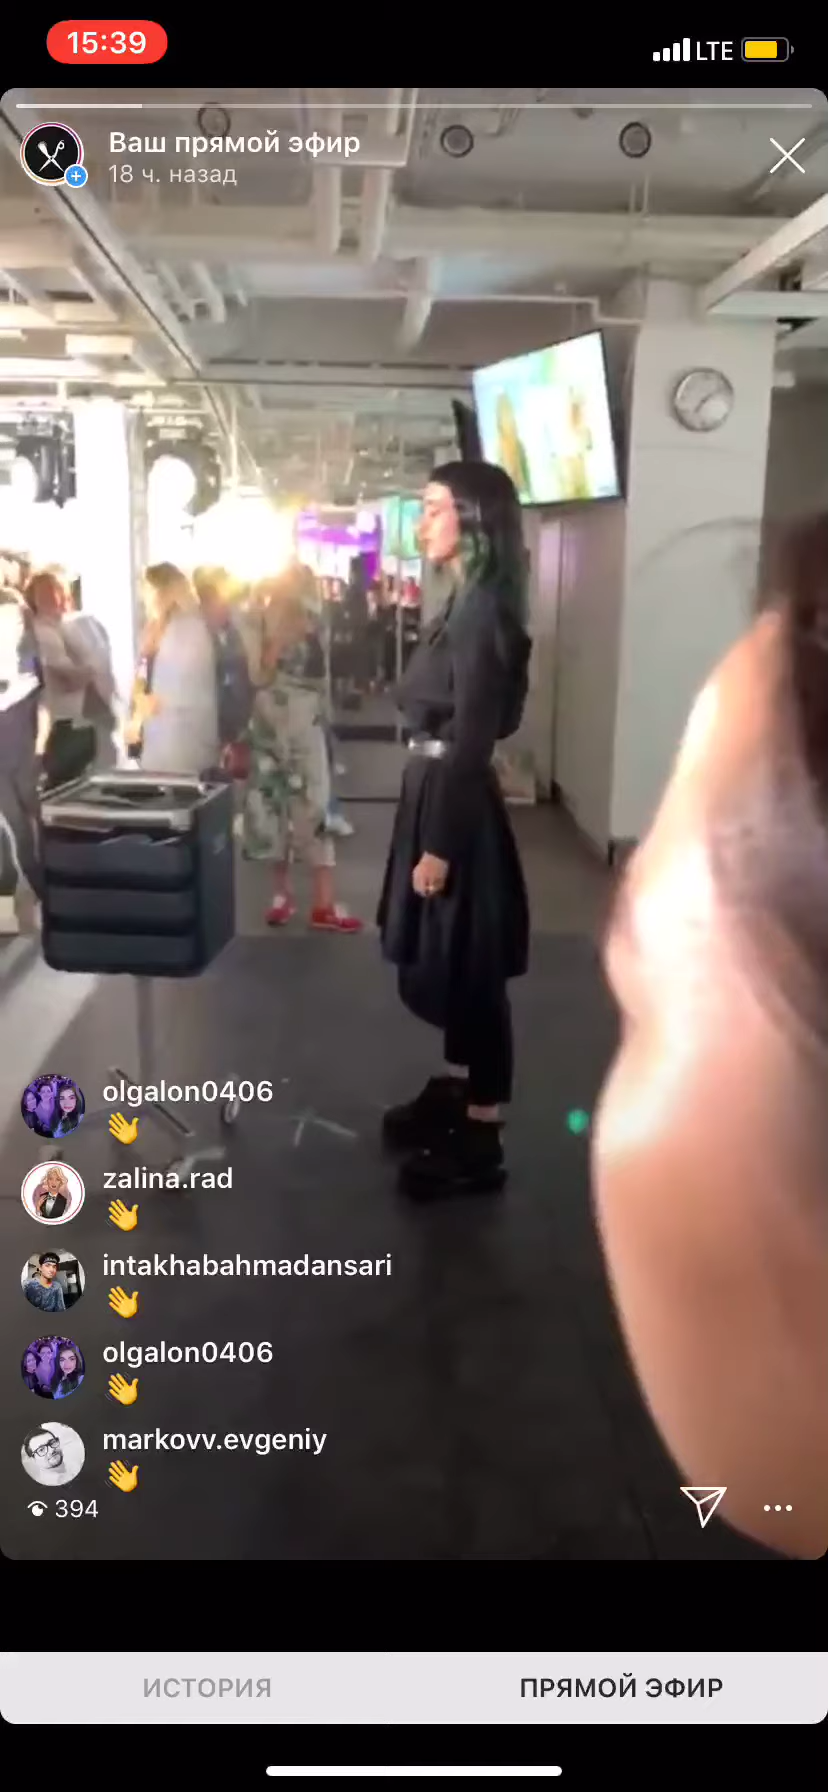 15:39
LTE
Ваш прямой эфир
18 ч. назад
olgalon0406
👋
zalina.rad
👋
intakhabahmadansari
👋
olgalon0406
👋
markovv.evgeniy
👋
394
ИСТОРИЯ
ПРЯМОЙ ЭФИР